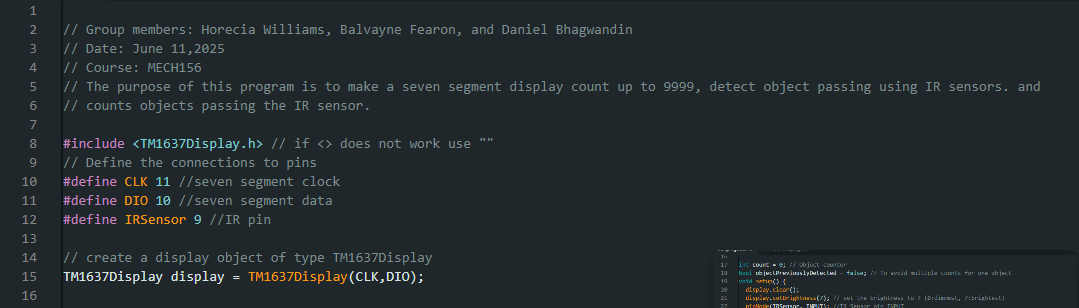 1
2 // Group members: Horecia Williams, Balvayne Fearon, and Daniel Bhagwandin
3 // Date: June 11,2025
4 // Course: MECH156
5 // The purpose of this program is to make a seven segment display count up to 9999, detect object passing using IR sensors. and
6 // counts objects passing the IR sensor.
7
8 #include <TM1637Display.h> // if <> does not work use ""
9 // Define the connections to pins
10 #define CLK 11 //seven segment clock
11 #define DIO 10 //seven segment data
12 #define IRSensor 9 //IR pin
13
14 // create a display object of type TM1637Display
15 TM1637Display display = TM1637Display(CLK,DIO);
16
16
17 int count = 0; // Object counter
18 bool objectPreviouslyDetected = false; // To avoid multiple counts for one object
19 void setup() {
20 display.clear();
21 display.setBrightness(7); // set the brightness to 7 (0:dimmest, 7:brightest)
22 pinMode(IRSensor, INPUT); //IR Sensor pin INPUT